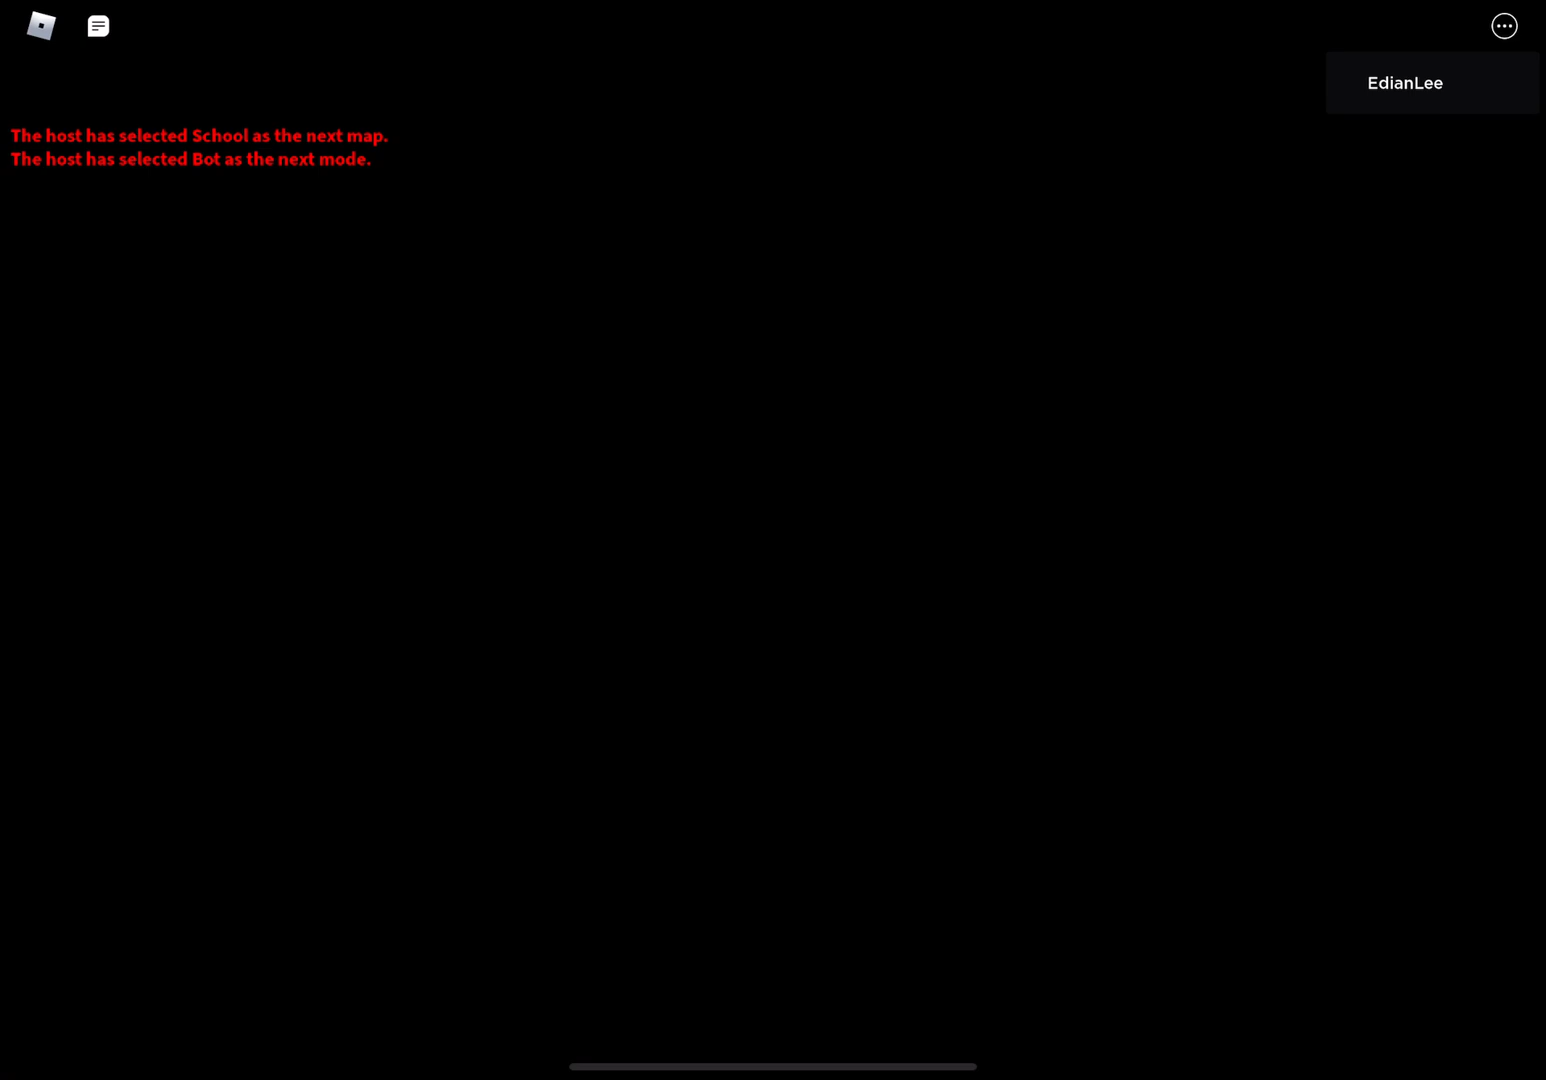 EdianLee
The host has selected School as the next map.
The host has selected Bot as the next mode.